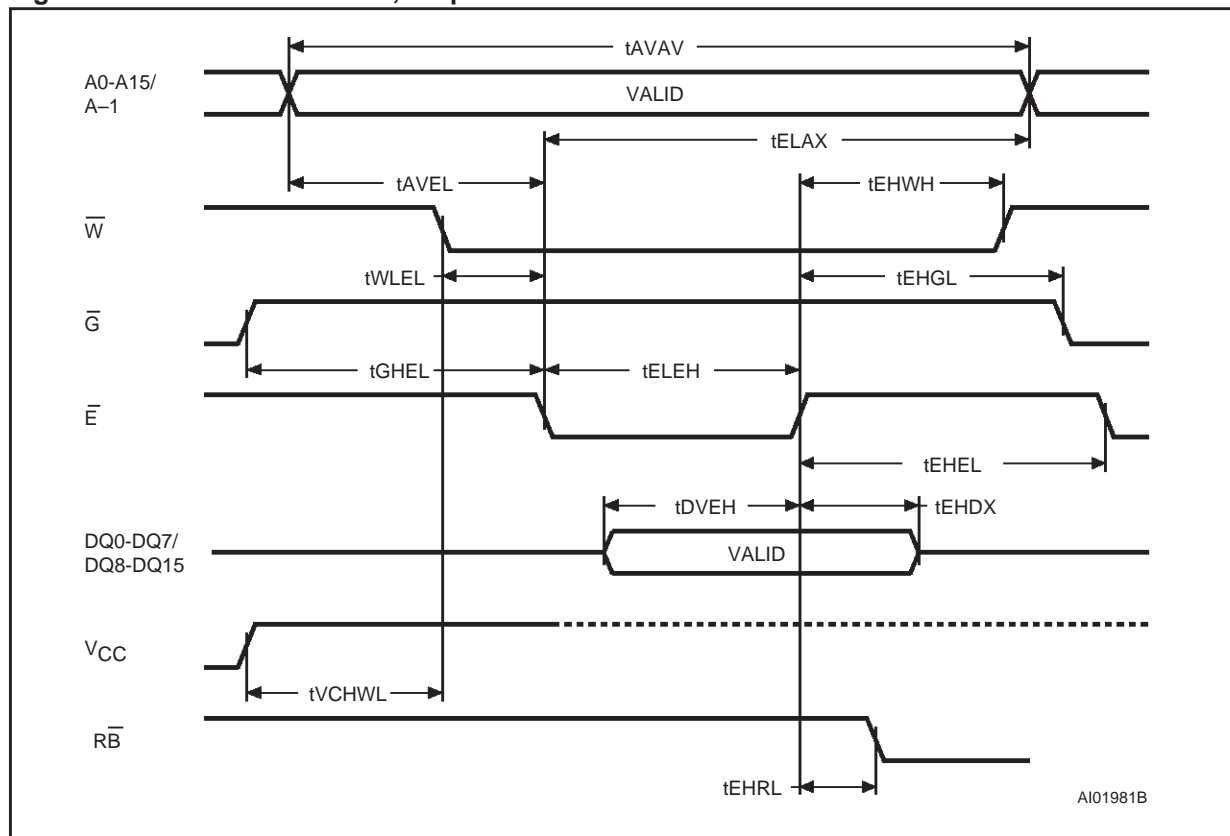 tAVAV
A0-A15/
A–1
VALID
tELAX
tAVEL
tEHWH
W̅
tWLEL
tEHGL
G̅
tGHEL
tELEH
E̅
tEHEL
tDVEH
tEHDX
DQ0-DQ7/
DQ8-DQ15
VALID
VCC
tVCHWL
RB̅
tEHRL
AI01981B